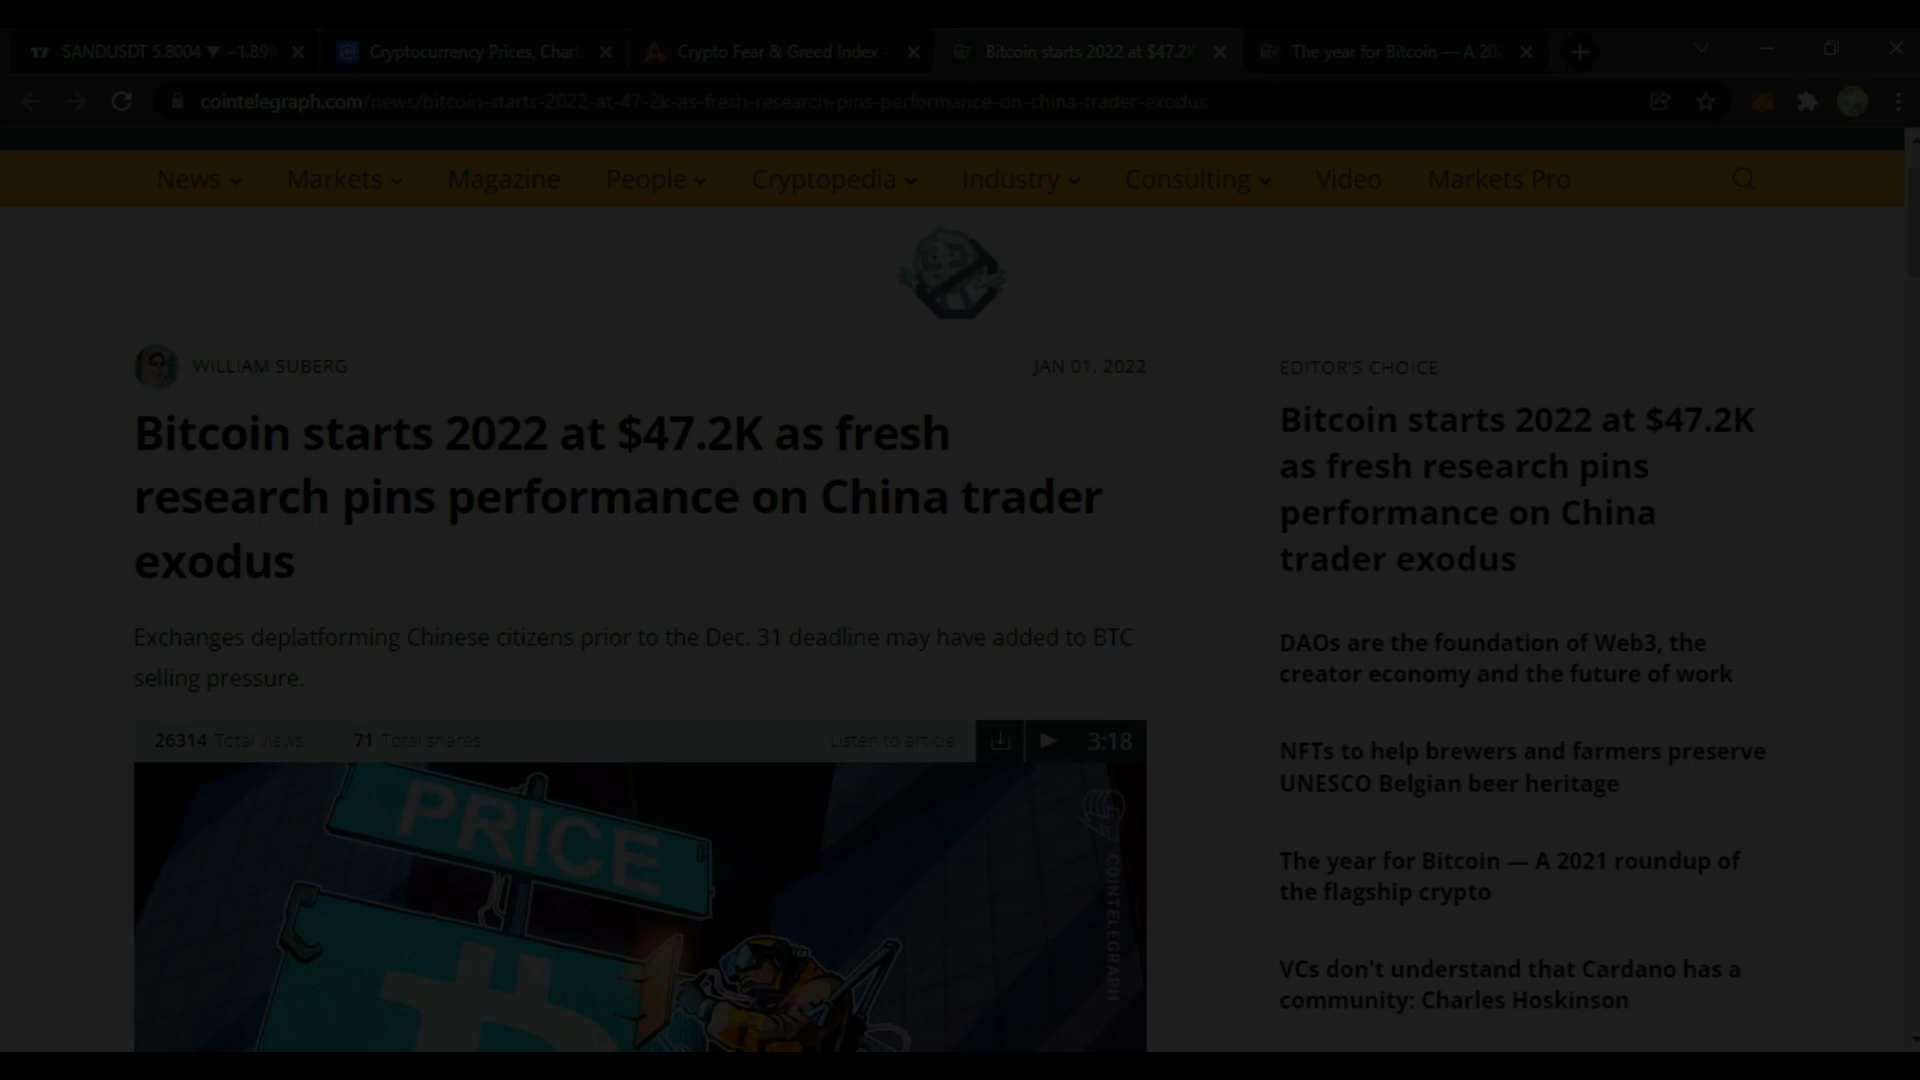 SANDUSDT 5.8004 ▼ −1.89%
Cryptocurrency Prices, Chart
Crypto Fear & Greed Index -
Bitcoin starts 2022 at $47.2K
The year for Bitcoin — A 202
cointelegraph.com/news/bitcoin-starts-2022-at-47-2k-as-fresh-research-pins-performance-on-china-trader-exodus
News Markets Magazine People Cryptopedia Industry Consulting Video Markets Pro
WILLIAM SUBERG
JAN 01, 2022
Bitcoin starts 2022 at $47.2K as fresh
research pins performance on China trader
exodus
Exchanges deplatforming Chinese citizens prior to the Dec. 31 deadline may have added to BTC
selling pressure.
26314 Total views 71 Total shares Listen to article 3:18
PRICE
COINTELEGRAPH
EDITOR'S CHOICE
Bitcoin starts 2022 at $47.2K
as fresh research pins
performance on China
trader exodus
DAOs are the foundation of Web3, the
creator economy and the future of work
NFTs to help brewers and farmers preserve
UNESCO Belgian beer heritage
The year for Bitcoin — A 2021 roundup of
the flagship crypto
VCs don't understand that Cardano has a
community: Charles Hoskinson